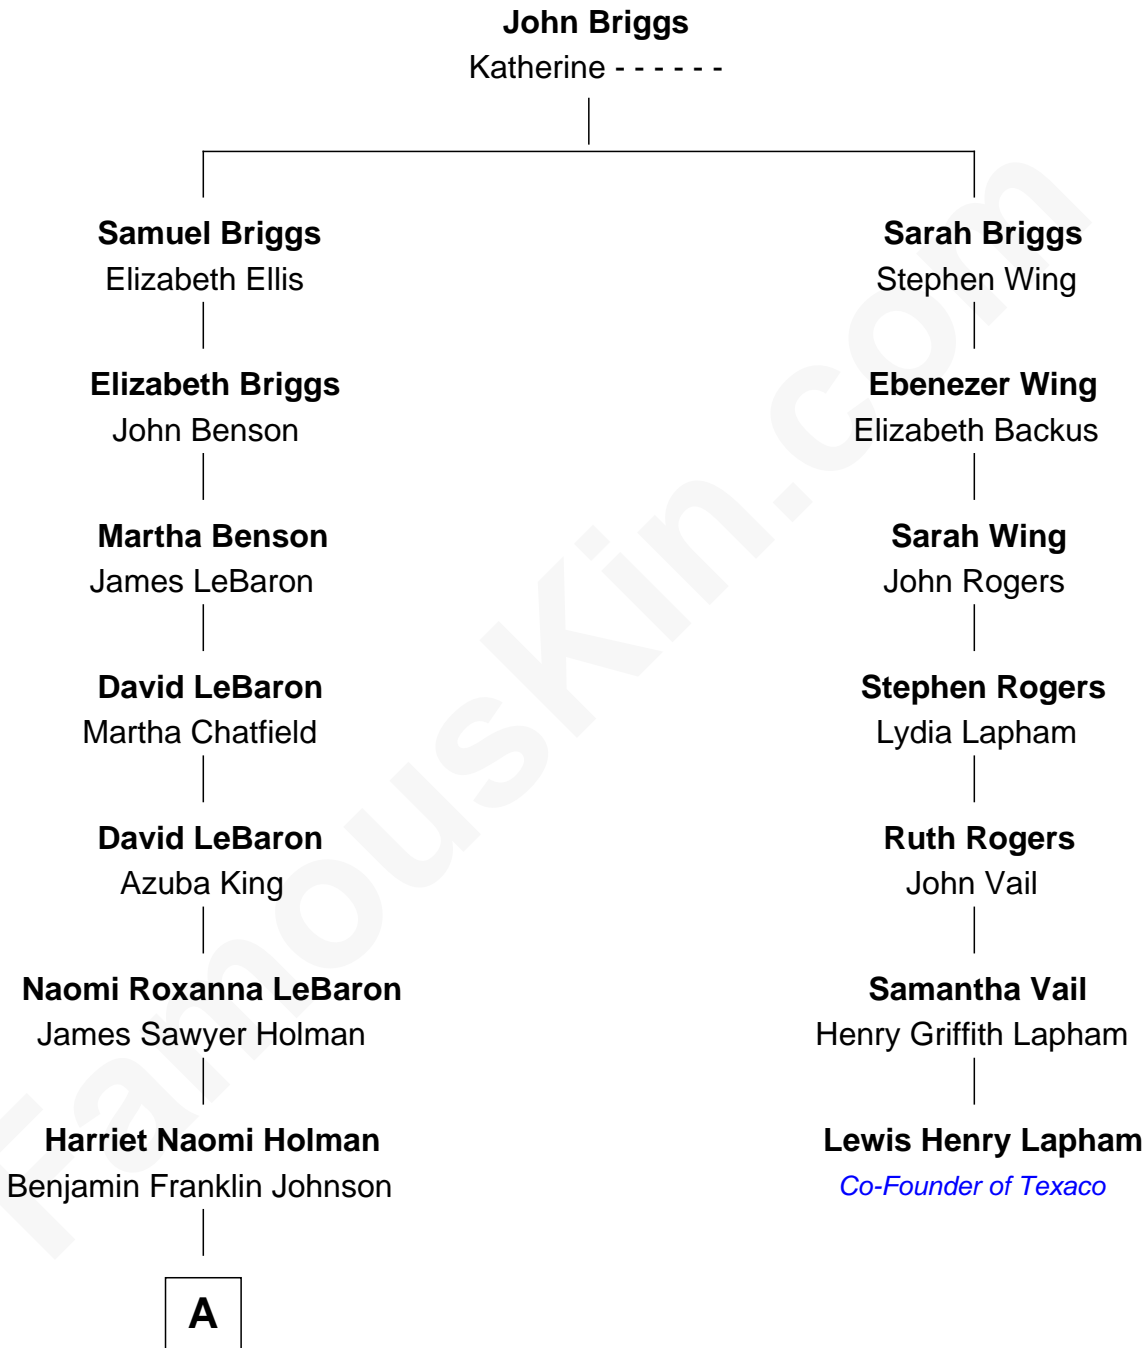 John Briggs
Katherine - - - - - -
Samuel Briggs
Elizabeth Ellis
Elizabeth Briggs
John Benson
Martha Benson
James LeBaron
David LeBaron
Martha Chatfield
David LeBaron
Azuba King
Naomi Roxanna LeBaron
James Sawyer Holman
Harriet Naomi Holman
Benjamin Franklin Johnson
A
Sarah Briggs
Stephen Wing
Ebenezer Wing
Elizabeth Backus
Sarah Wing
John Rogers
Stephen Rogers
Lydia Lapham
Ruth Rogers
John Vail
Samantha Vail
Henry Griffith Lapham
Lewis Henry Lapham
Co-Founder of Texaco
FamousKin.com